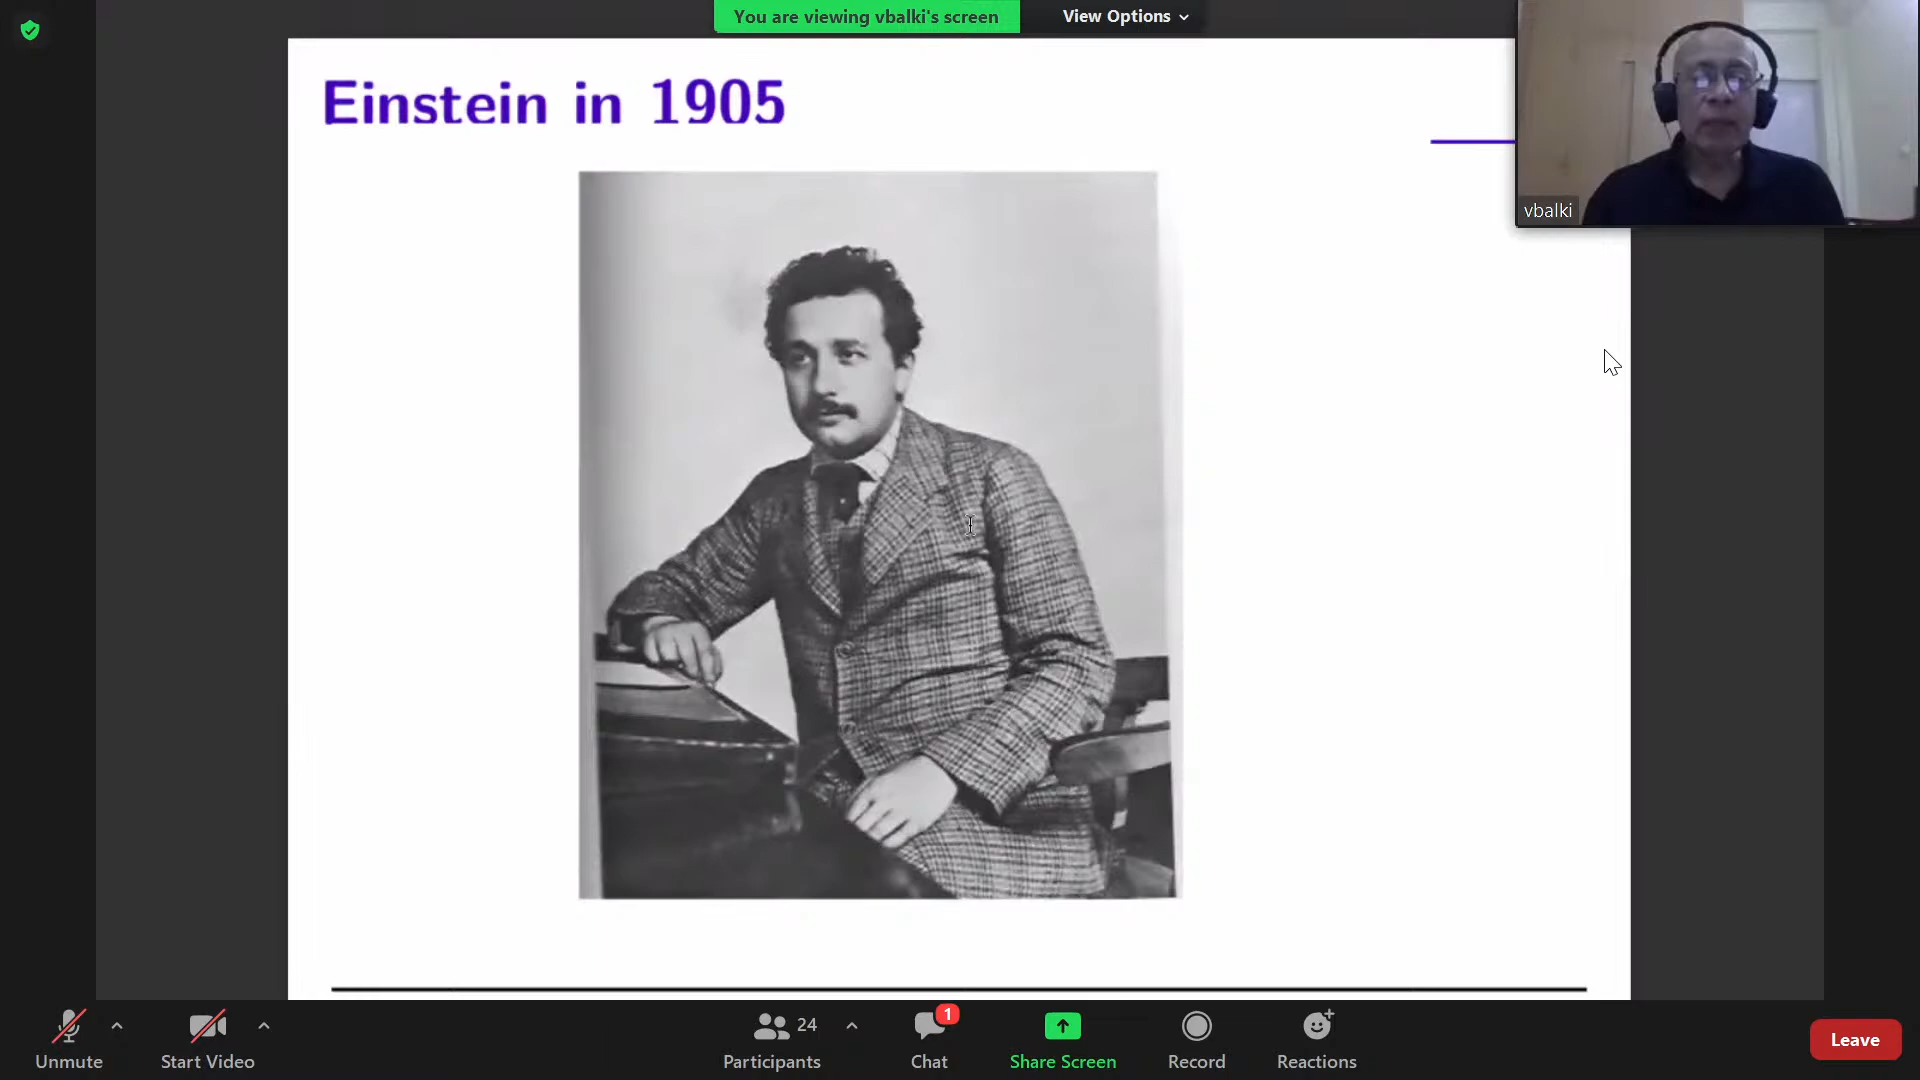 You are viewing vbalki's screen View Options
Einstein in 1905
vbalki
24 1
Unmute Start Video Participants Chat Share Screen Record Reactions Leave